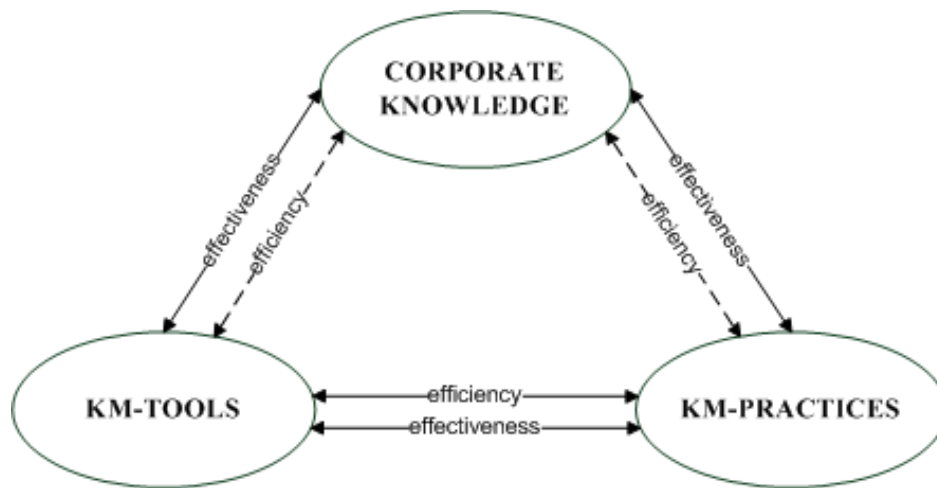 CORPORATE
KNOWLEDGE
effectiveness
efficiency
efficiency
effectiveness
KM-TOOLS
efficiency
effectiveness
KM-PRACTICES